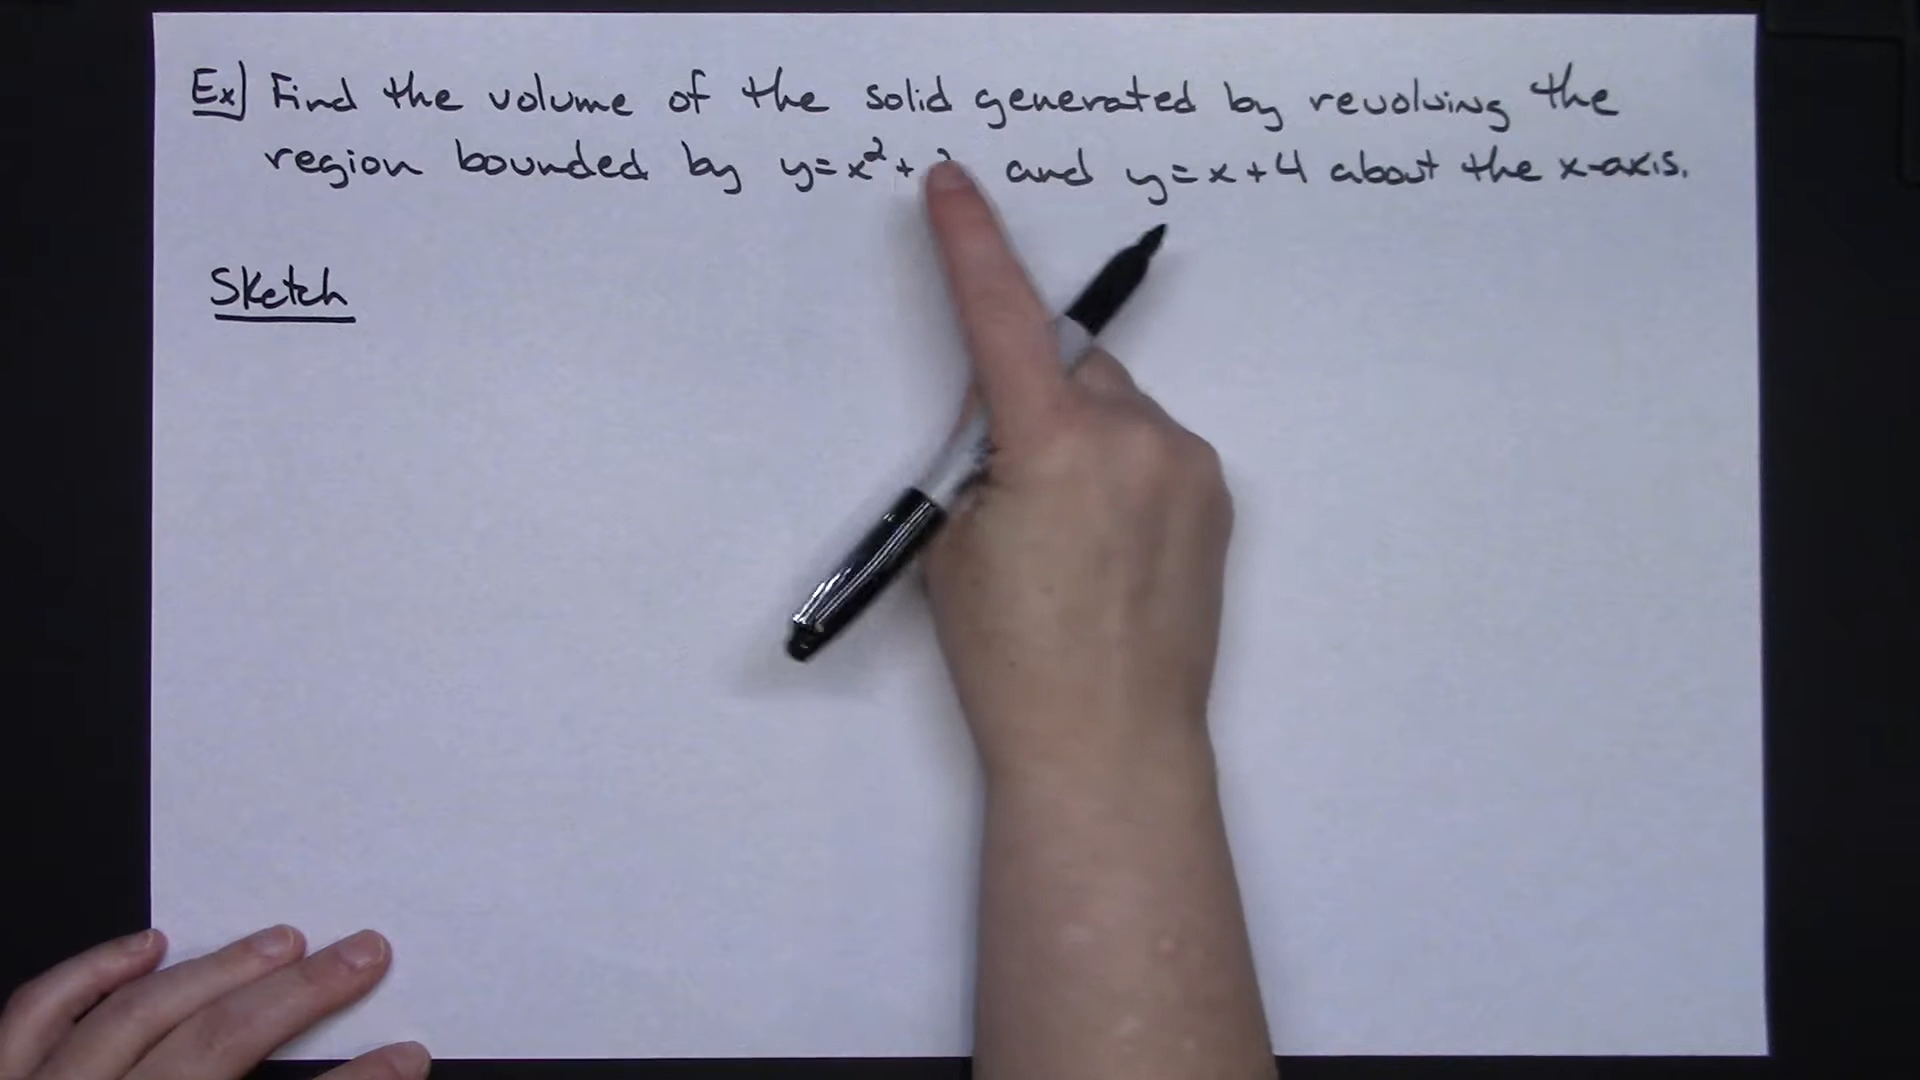 Ex] Find the volume of the solid generated by revolving the
region bounded by y=x²+ and y=x+4 about the x-axis.
Sketch